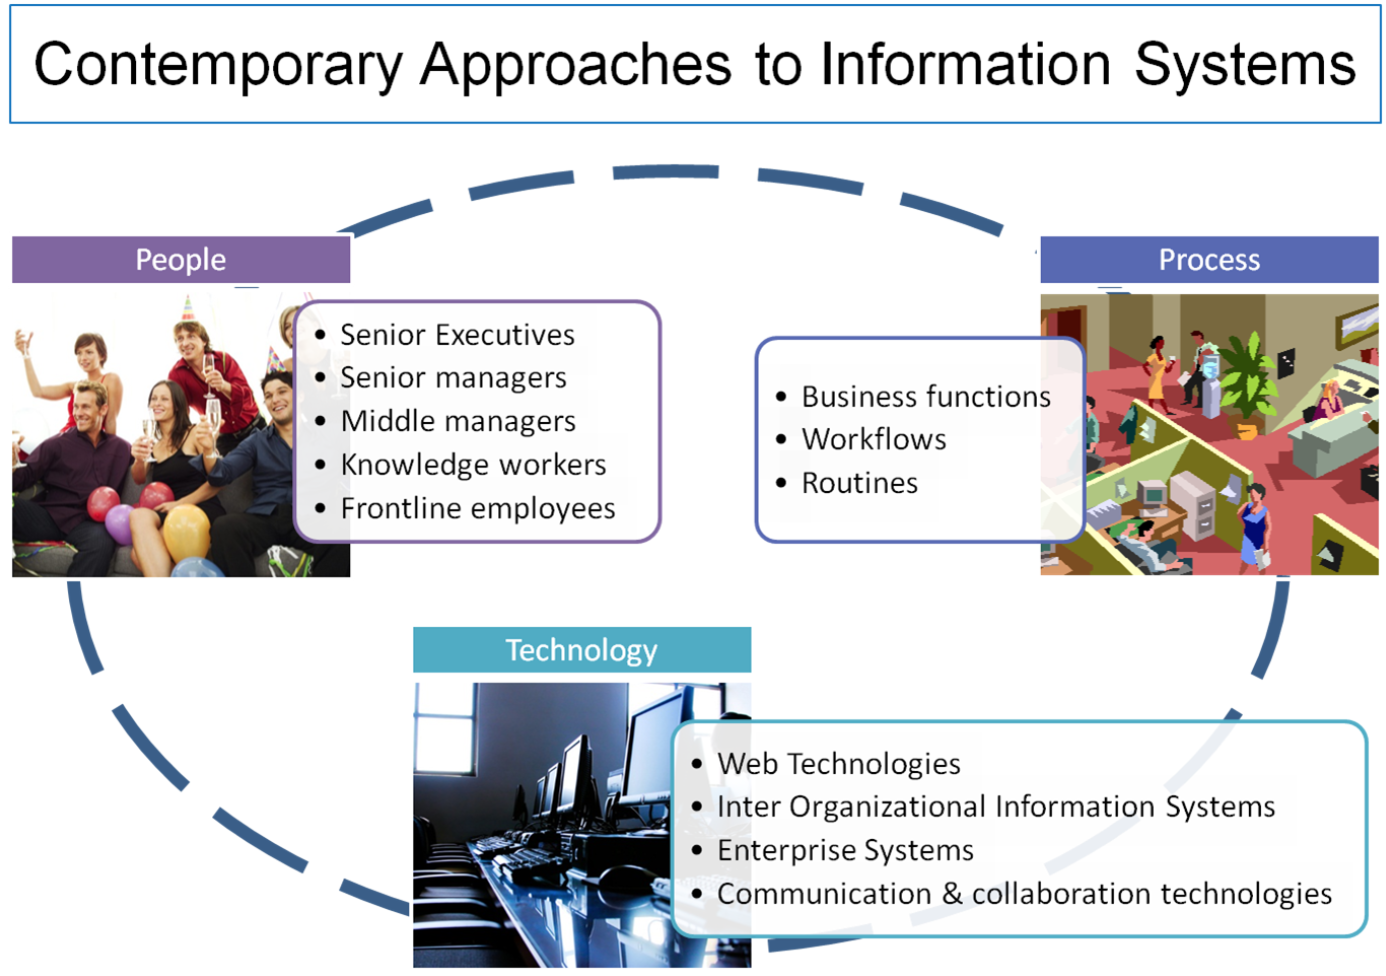 Contemporary Approaches to Information Systems
People
• Senior Executives
• Senior managers
• Middle managers
• Knowledge workers
• Frontline employees
Process
• Business functions
• Workflows
• Routines
Technology
• Web Technologies
• Inter Organizational Information Systems
• Enterprise Systems
• Communication & collaboration technologies